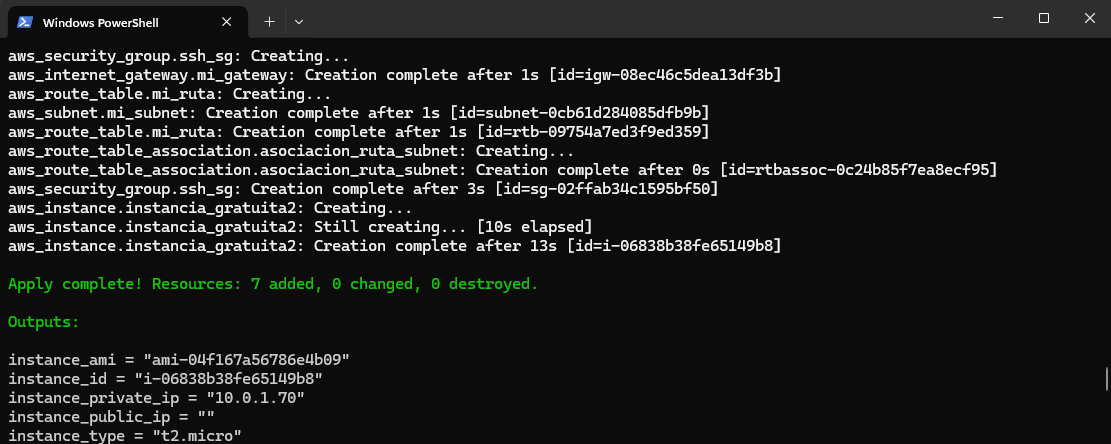 Windows PowerShell
aws_security_group.ssh_sg: Creating...
aws_internet_gateway.mi_gateway: Creation complete after 1s [id=igw-08ec46c5dea13df3b]
aws_route_table.mi_ruta: Creating...
aws_subnet.mi_subnet: Creation complete after 1s [id=subnet-0cb61d284085dfb9b]
aws_route_table.mi_ruta: Creation complete after 1s [id=rtb-09754a7ed3f9ed359]
aws_route_table_association.asociacion_ruta_subnet: Creating...
aws_route_table_association.asociacion_ruta_subnet: Creation complete after 0s [id=rtbassoc-0c24b85f7ea8ecf95]
aws_security_group.ssh_sg: Creation complete after 3s [id=sg-02ffab34c1595bf50]
aws_instance.instancia_gratuita2: Creating...
aws_instance.instancia_gratuita2: Still creating... [10s elapsed]
aws_instance.instancia_gratuita2: Creation complete after 13s [id=i-06838b38fe65149b8]
Apply complete! Resources: 7 added, 0 changed, 0 destroyed.
Outputs:
instance_ami = "ami-04f167a56786e4b09"
instance_id = "i-06838b38fe65149b8"
instance_private_ip = "10.0.1.70"
instance_public_ip = ""
instance_type = "t2.micro"